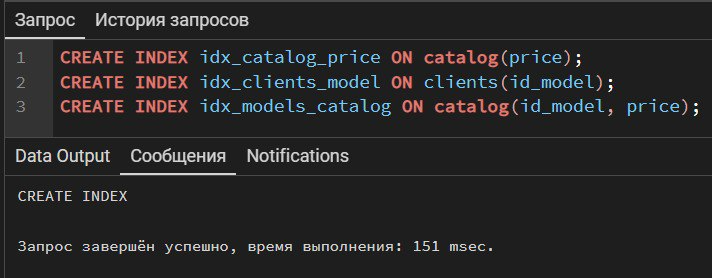 Запрос История запросов
1 CREATE INDEX idx_catalog_price ON catalog(price);
2 CREATE INDEX idx_clients_model ON clients(id_model);
3 CREATE INDEX idx_models_catalog ON catalog(id_model, price);
Data Output Сообщения Notifications
CREATE INDEX
Запрос завершён успешно, время выполнения: 151 msec.